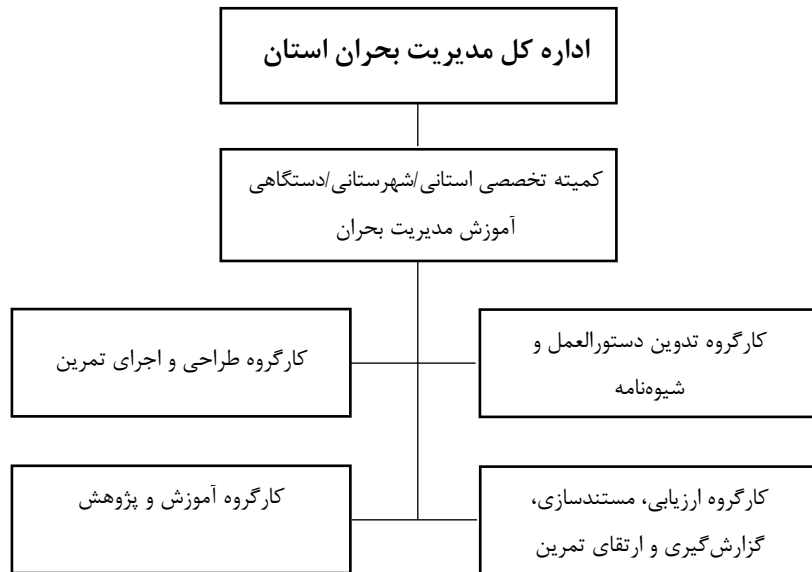 اداره کل مدیریت بحران استان
کمیته تخصصی استانی/شهرستانی/دستگاهی
آموزش مدیریت بحران
کارگروه تدوین دستورالعمل و
شیوه‌نامه
کارگروه طراحی و اجرای تمرین
کارگروه ارزیابی، مستندسازی،
گزارش‌گیری و ارتقای تمرین
کارگروه آموزش و پژوهش